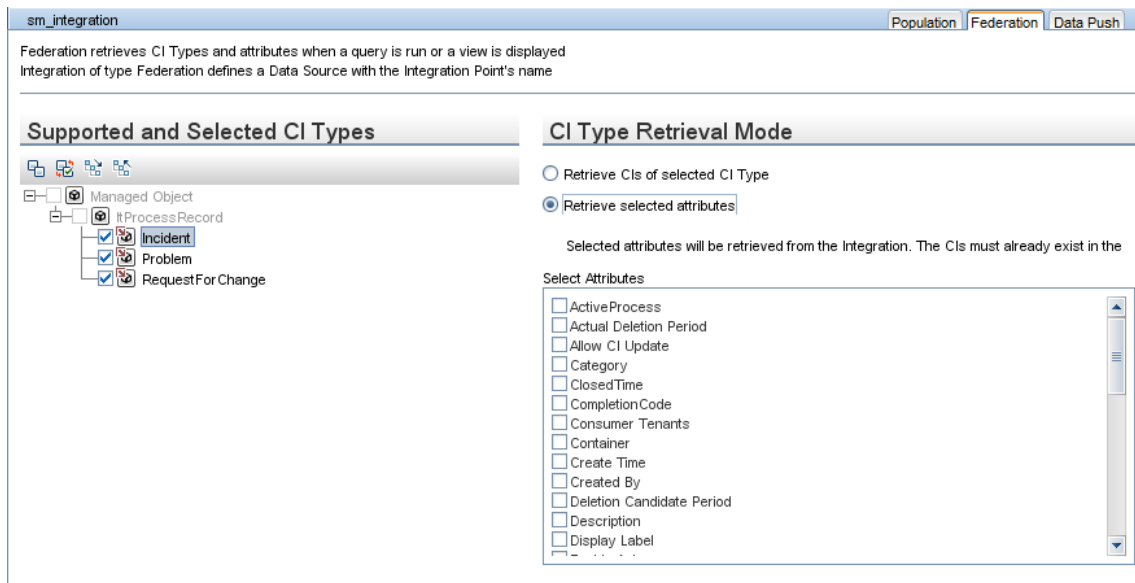 sm_integration
Population Federation Data Push
Federation retrieves CI Types and attributes when a query is run or a view is displayed
Integration of type Federation defines a Data Source with the Integration Point's name
Supported and Selected CI Types
Managed Object
ItProcessRecord
Incident
Problem
RequestForChange
CI Type Retrieval Mode
Retrieve CIs of selected CI Type
Retrieve selected attributes
Selected attributes will be retrieved from the Integration. The CIs must already exist in the
Select Attributes
ActiveProcess
Actual Deletion Period
Allow CI Update
Category
ClosedTime
CompletionCode
Consumer Tenants
Container
Create Time
Created By
Deletion Candidate Period
Description
Display Label